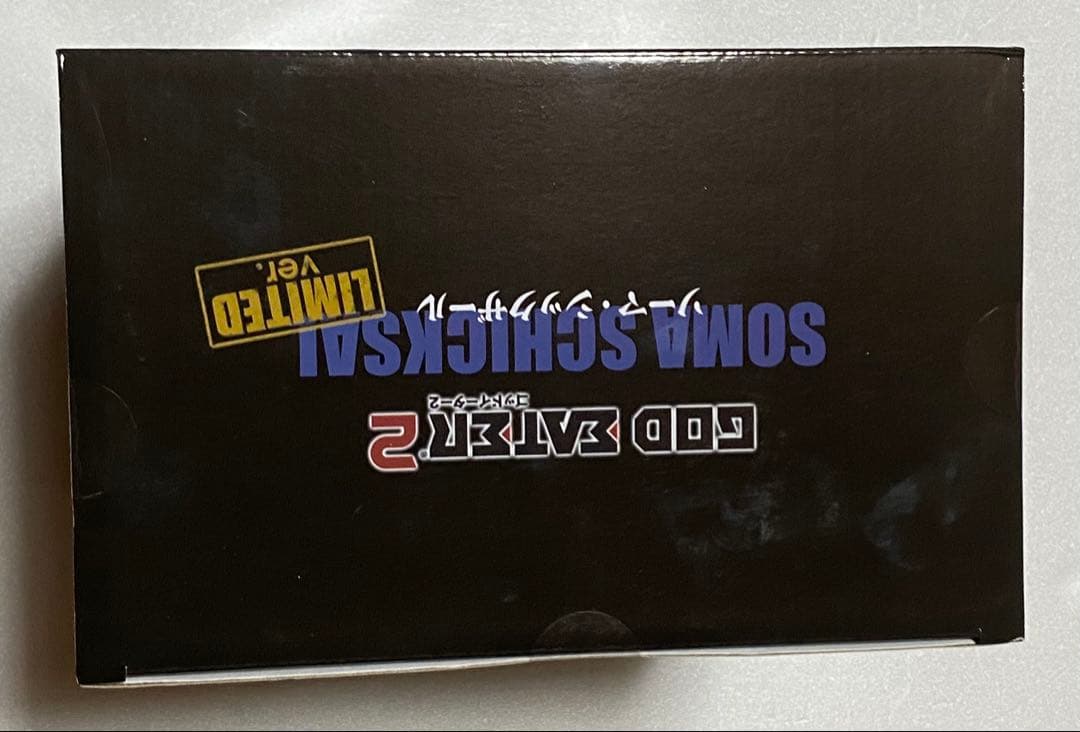 GOD EATER® 2
ゴッドイーター2
SOMA SCHICKSAL
ソーマ・シックザール
LIMITED
ver.